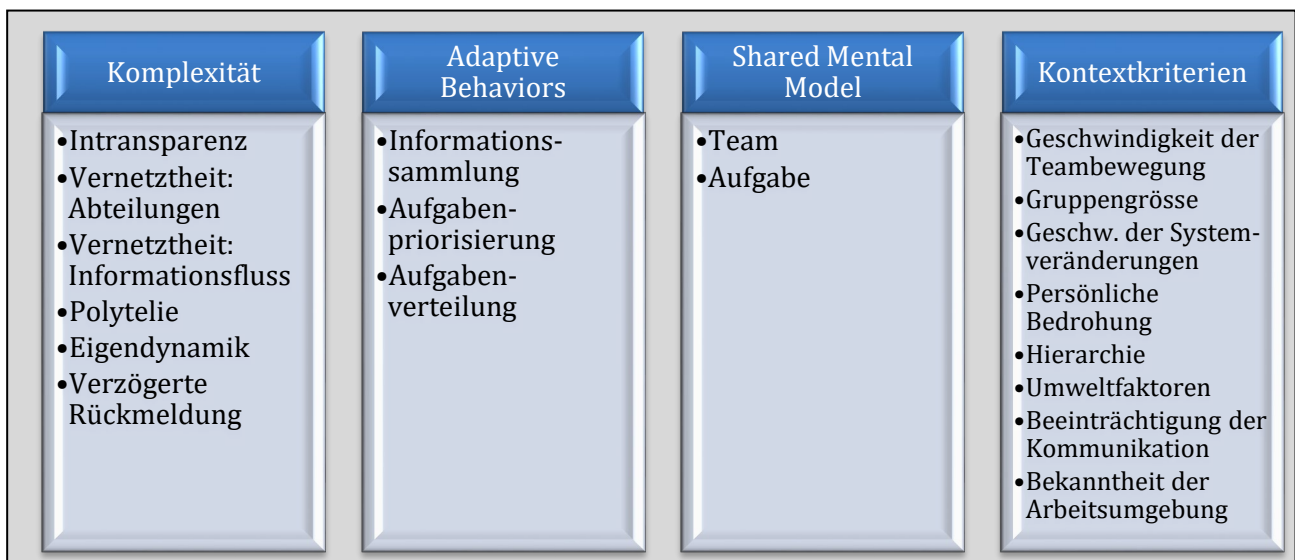 Komplexität
•Intransparenz
•Vernetztheit:
Abteilungen
•Vernetztheit:
Informationsfluss
•Polytelie
•Eigendynamik
•Verzögerte
Rückmeldung
Adaptive
Behaviors
•Informations-
sammlung
•Aufgaben-
priorisierung
•Aufgaben-
verteilung
Shared Mental
Model
•Team
•Aufgabe
Kontextkriterien
•Geschwindigkeit der
Teambewegung
•Gruppengrösse
•Geschw. der System-
veränderungen
•Persönliche
Bedrohung
•Hierarchie
•Umweltfaktoren
•Beeinträchtigung der
Kommunikation
•Bekanntheit der
Arbeitsumgebung